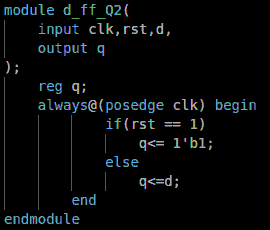 module d_ff_Q2(
    input clk,rst,d,
    output q
);
    reg q;
    always@(posedge clk) begin
            if(rst == 1)
                q<= 1'b1;
            else
                q<=d;
        end
endmodule